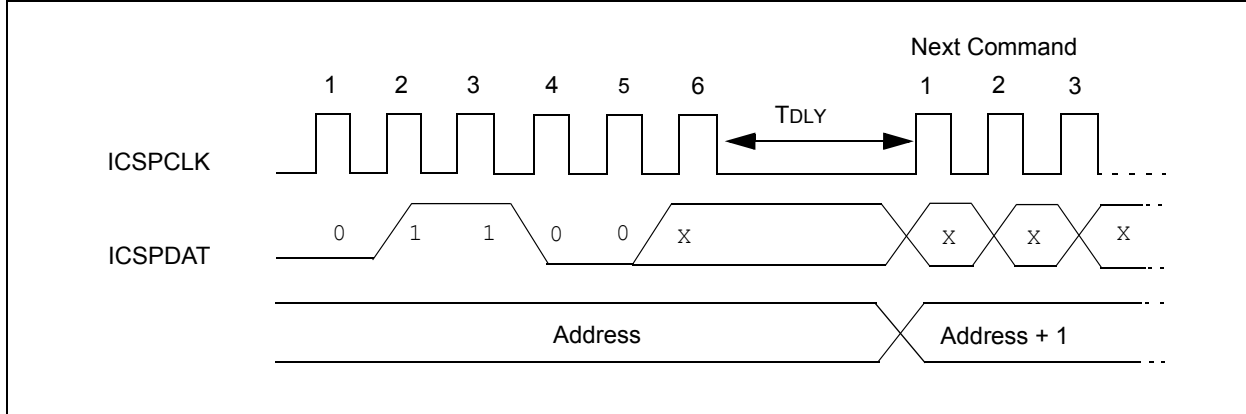 Next Command
1 2 3 4 5 6 1 2 3
TDLY
ICSPCLK
0 1 1 0 0 X X X X
ICSPDAT
Address Address + 1